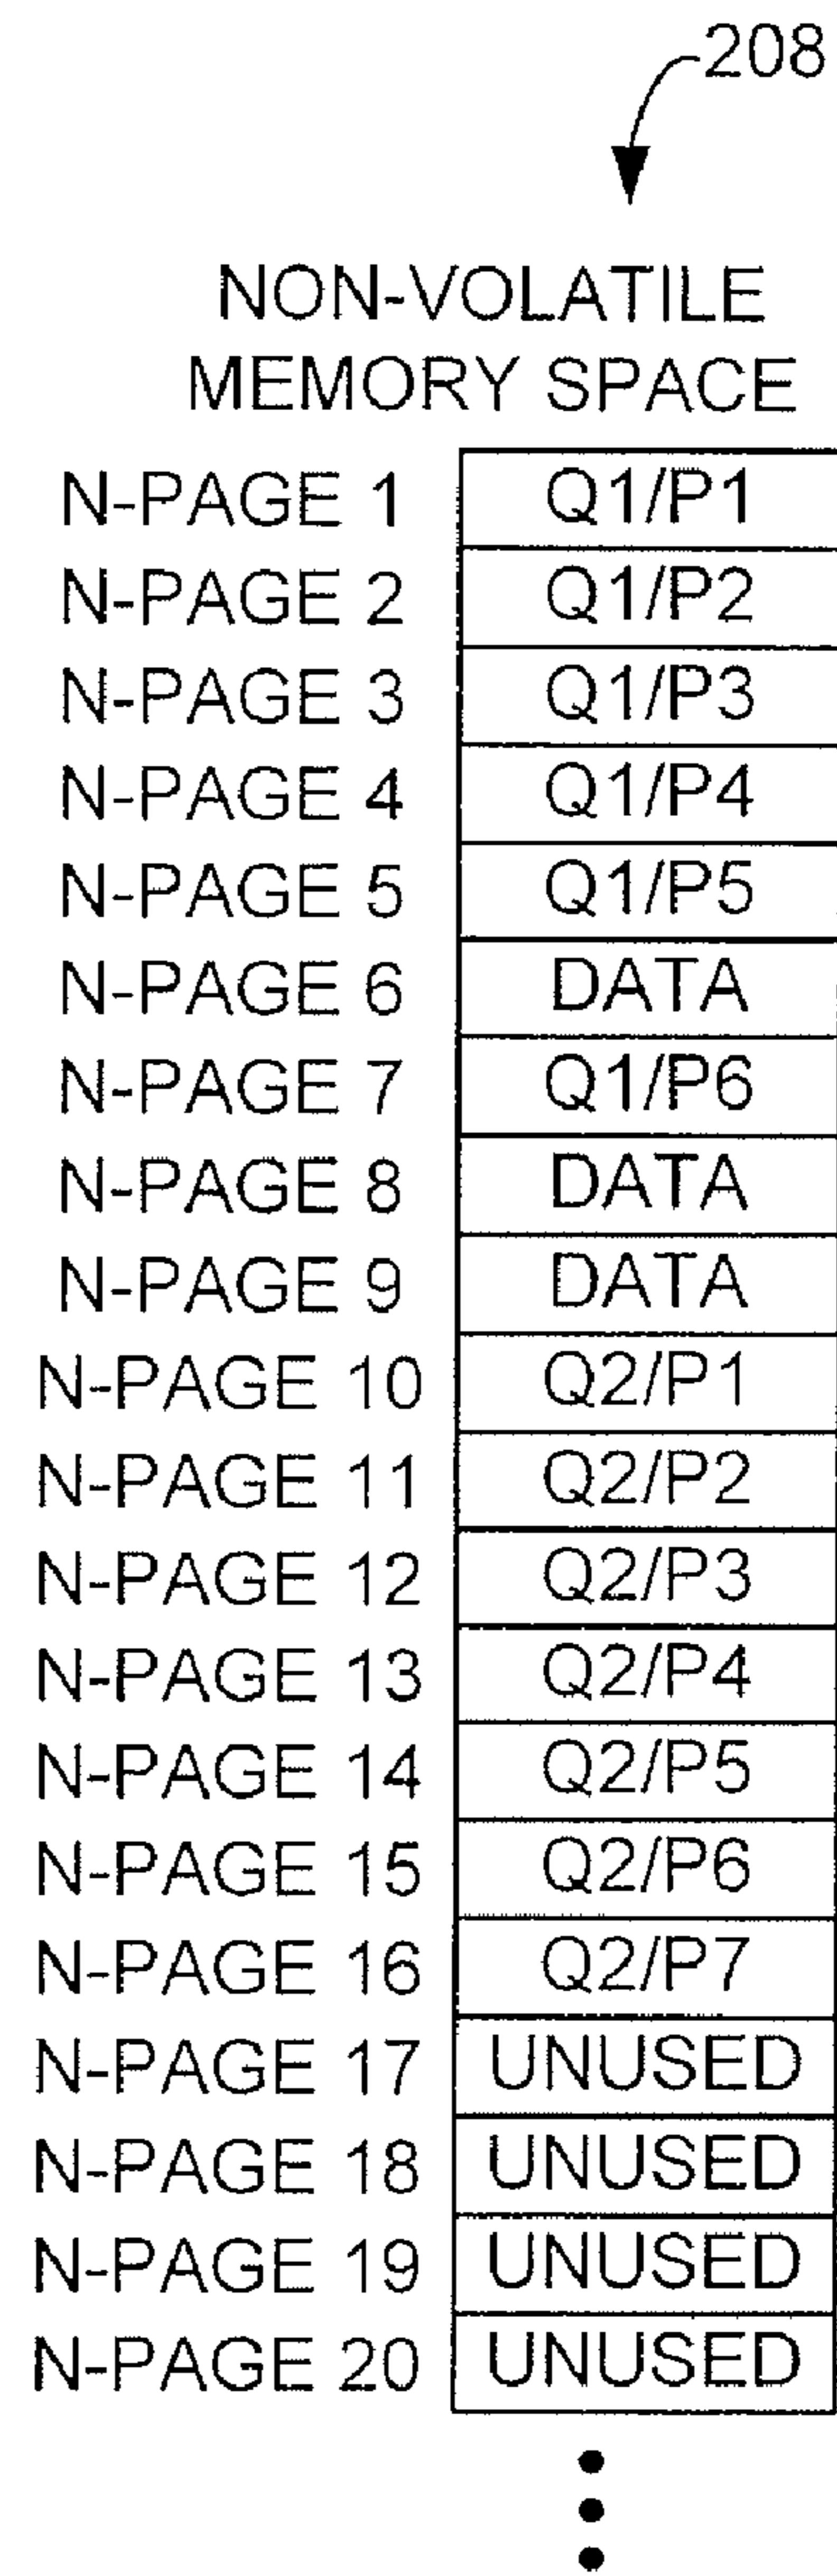 208
NON-VOLATILE
MEMORY SPACE
N-PAGE 1 Q1/P1
N-PAGE 2 Q1/P2
N-PAGE 3 Q1/P3
N-PAGE 4 Q1/P4
N-PAGE 5 Q1/P5
N-PAGE 6 DATA
N-PAGE 7 Q1/P6
N-PAGE 8 DATA
N-PAGE 9 DATA
N-PAGE 10 Q2/P1
N-PAGE 11 Q2/P2
N-PAGE 12 Q2/P3
N-PAGE 13 Q2/P4
N-PAGE 14 Q2/P5
N-PAGE 15 Q2/P6
N-PAGE 16 Q2/P7
N-PAGE 17 UNUSED
N-PAGE 18 UNUSED
N-PAGE 19 UNUSED
N-PAGE 20 UNUSED